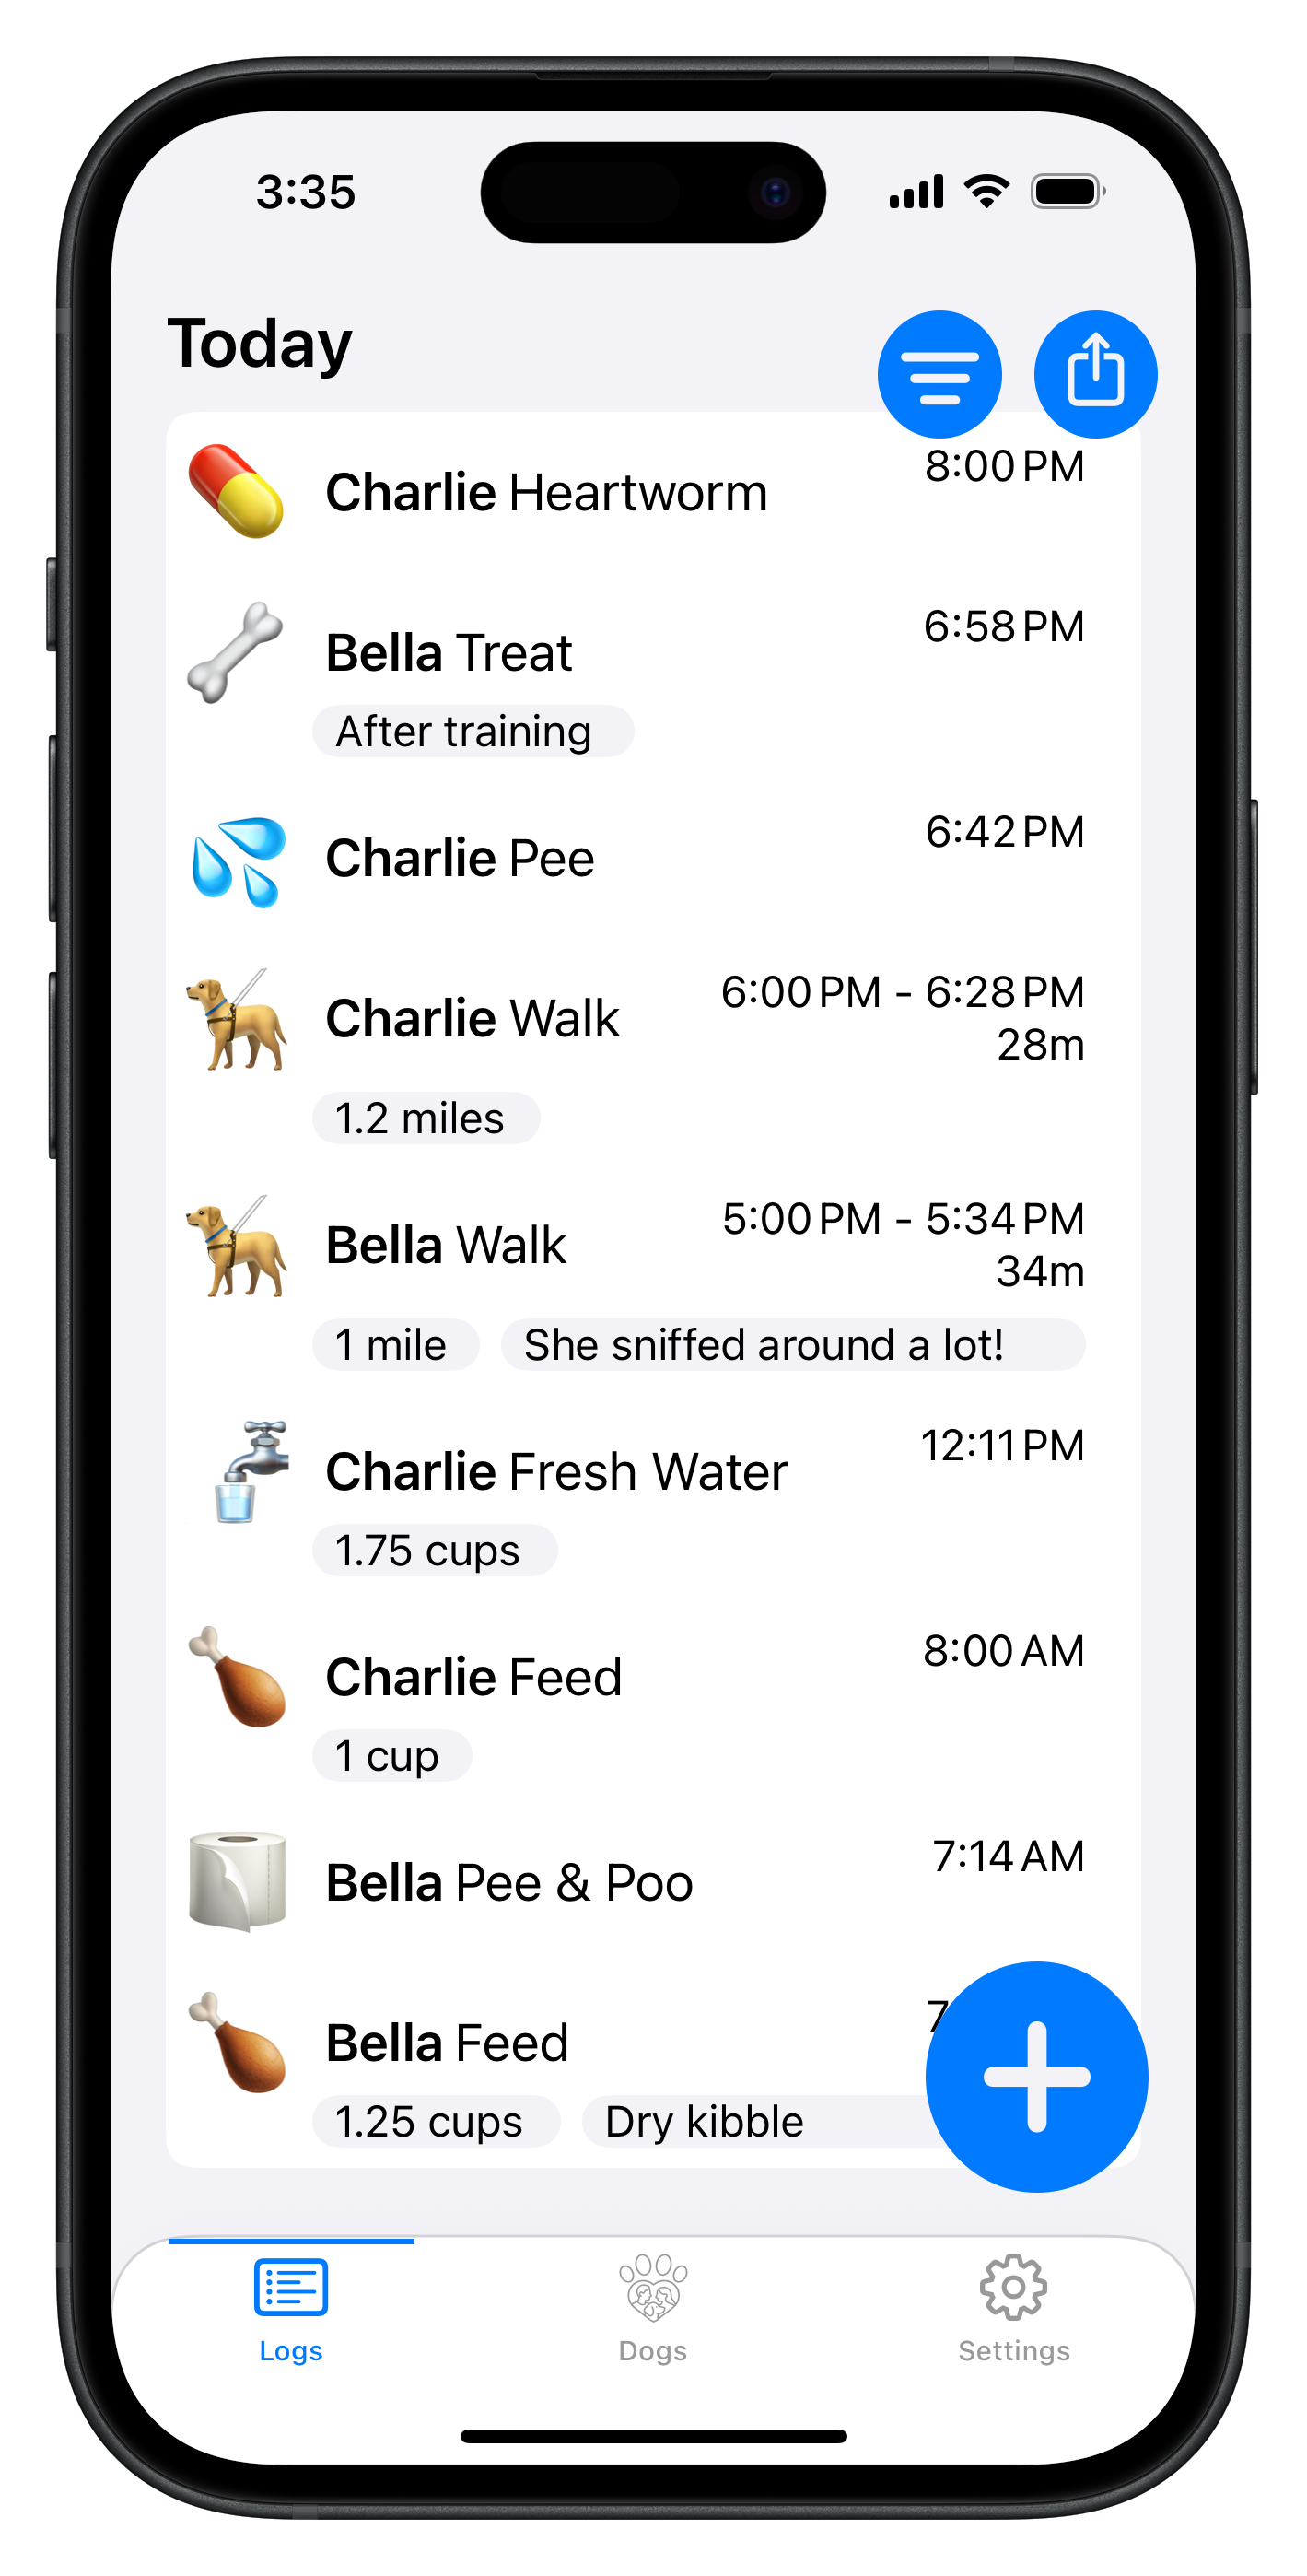 3:35
Today
Charlie Heartworm 8:00 PM
Bella Treat 6:58 PM
After training
Charlie Pee 6:42 PM
Charlie Walk 6:00 PM - 6:28 PM
28m
1.2 miles
Bella Walk 5:00 PM - 5:34 PM
34m
1 mile She sniffed around a lot!
Charlie Fresh Water 12:11 PM
1.75 cups
Charlie Feed 8:00 AM
1 cup
Bella Pee & Poo 7:14 AM
Bella Feed
1.25 cups Dry kibble
Logs Dogs Settings